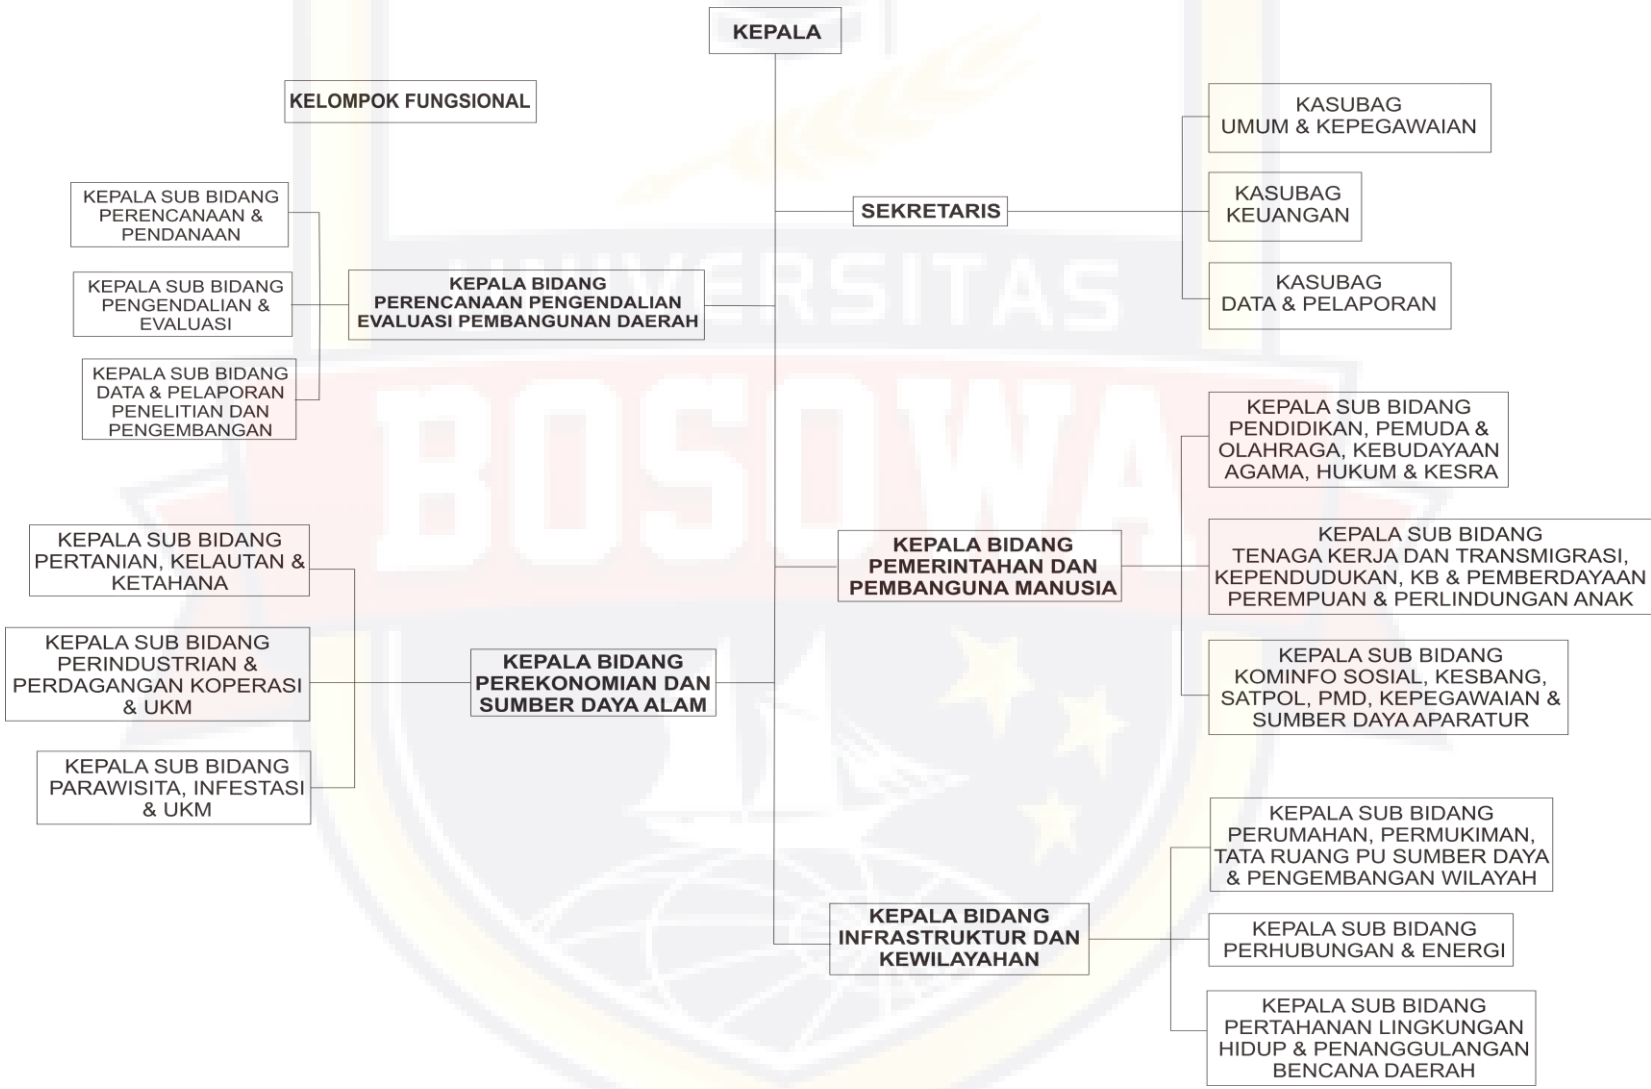 KEPALA
KELOMPOK FUNGSIONAL
KASUBAG
UMUM & KEPEGAWAIAN
KEPALA SUB BIDANG
PERENCANAAN &
PENDANAAN
SEKRETARIS
KASUBAG
KEUANGAN
KEPALA SUB BIDANG
PENGENDALIAN &
EVALUASI
KEPALA BIDANG
PERENCANAAN PENGENDALIAN
EVALUASI PEMBANGUNAN DAERAH
KASUBAG
DATA & PELAPORAN
KEPALA SUB BIDANG
DATA & PELAPORAN
PENELITIAN DAN
PENGEMBANGAN
UNIVERSITAS
BOSOWA
KEPALA SUB BIDANG
PENDIDIKAN, PEMUDA &
OLAHRAGA, KEBUDAYAAN
AGAMA, HUKUM & KESRA
KEPALA SUB BIDANG
PERTANIAN, KELAUTAN &
KETAHANA
KEPALA BIDANG
PEMERINTAHAN DAN
PEMBANGUNA MANUSIA
KEPALA SUB BIDANG
TENAGA KERJA DAN TRANSMIGRASI,
KEPENDUDUKAN, KB & PEMBERDAYAAN
PEREMPUAN & PERLINDUNGAN ANAK
KEPALA SUB BIDANG
PERINDUSTRIAN &
PERDAGANGAN KOPERASI
& UKM
KEPALA BIDANG
PEREKONOMIAN DAN
SUMBER DAYA ALAM
KEPALA SUB BIDANG
KOMINFO SOSIAL, KESBANG,
SATPOL, PMD, KEPEGAWAIAN &
SUMBER DAYA APARATUR
KEPALA SUB BIDANG
PARAWISITA, INFESTASI
& UKM
KEPALA SUB BIDANG
PERUMAHAN, PERMUKIMAN,
TATA RUANG PU SUMBER DAYA
& PENGEMBANGAN WILAYAH
KEPALA BIDANG
INFRASTRUKTUR DAN
KEWILAYAHAN
KEPALA SUB BIDANG
PERHUBUNGAN & ENERGI
KEPALA SUB BIDANG
PERTAHANAN LINGKUNGAN
HIDUP & PENANGGULANGAN
BENCANA DAERAH